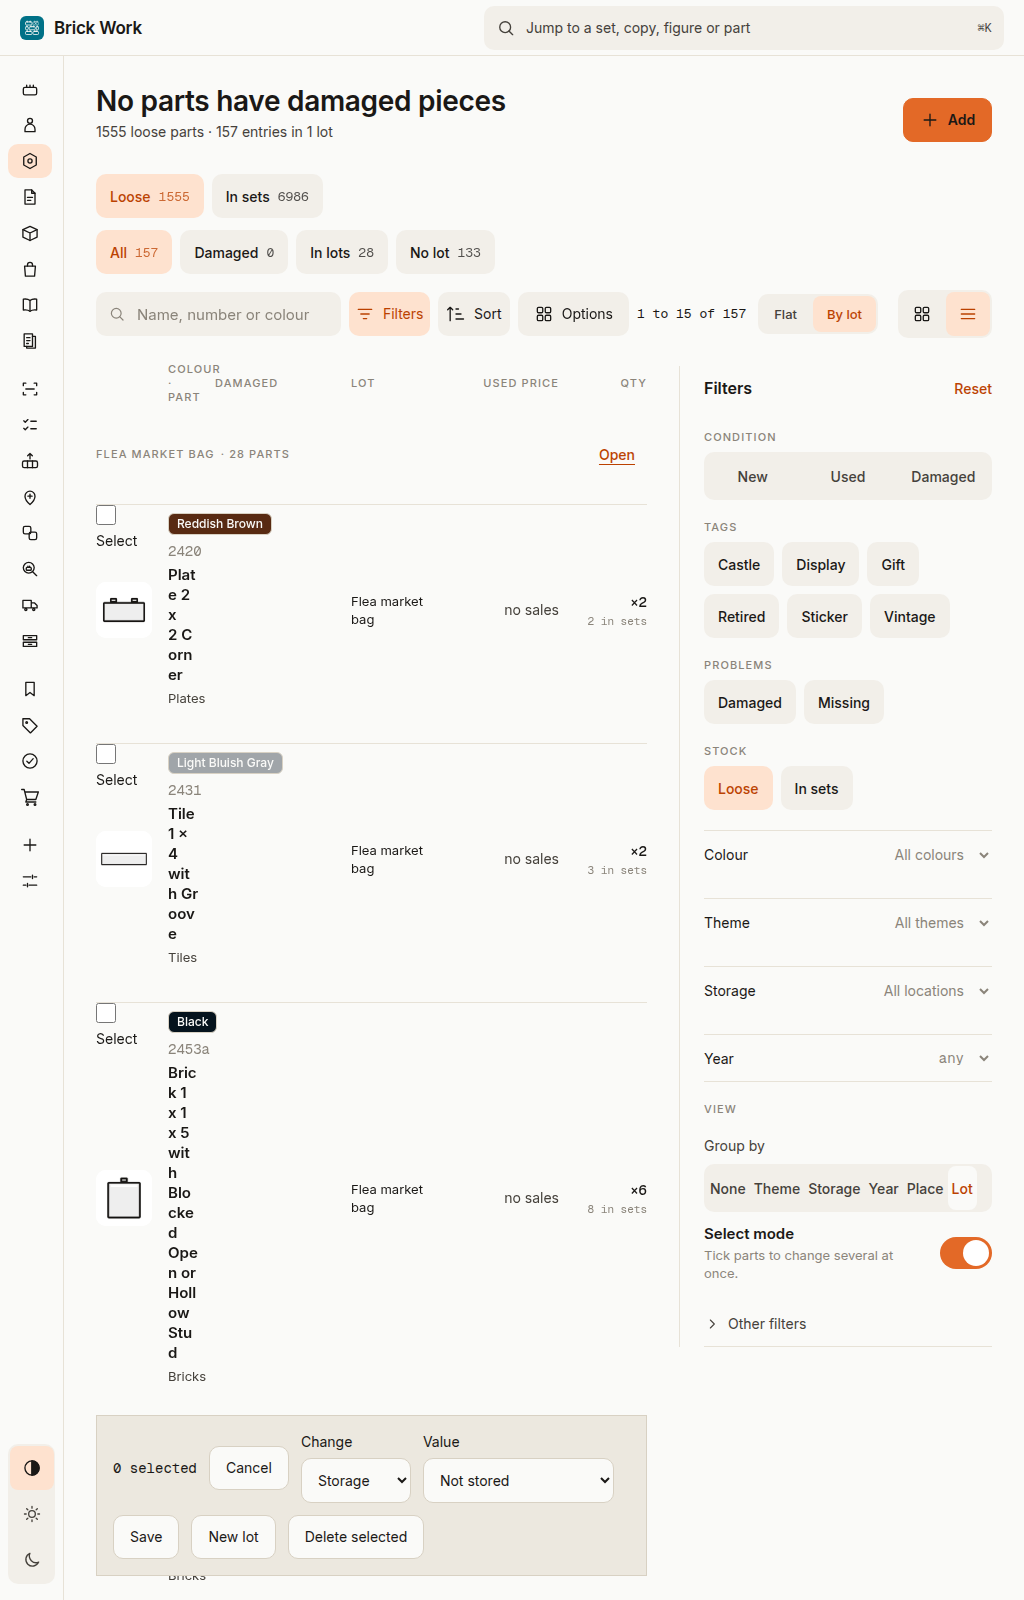 Brick Work
Jump to a set, copy, figure or part
⌘K
No parts have damaged pieces
1555 loose parts · 157 entries in 1 lot
Add
Loose 1555
In sets 6986
All 157
Damaged 0
In lots 28
No lot 133
Name, number or colour
Filters
Sort
Options
1 to 15 of 157
Flat
By lot
COLOUR
·
PART
DAMAGED
LOT
USED PRICE
QTY
FLEA MARKET BAG · 28 PARTS
Open
Select
Reddish Brown
2420
Plat
e 2
x
2 C
orn
er
Plates
Flea market
bag
no sales
×2
2 in sets
Select
Light Bluish Gray
2431
Tile
1 ×
4
wit
h Gr
oov
e
Tiles
Flea market
bag
no sales
×2
3 in sets
Select
Black
2453a
Bric
k 1
x 1
x 5
wit
h
Blo
cke
d
Ope
n or
Holl
ow
Stu
d
Bricks
Flea market
bag
no sales
×6
8 in sets
0 selected
Cancel
Change
Storage
Value
Not stored
Save
New lot
Delete selected
Bricks
Filters
Reset
CONDITION
New
Used
Damaged
TAGS
Castle
Display
Gift
Retired
Sticker
Vintage
PROBLEMS
Damaged
Missing
STOCK
Loose
In sets
Colour
All colours
Theme
All themes
Storage
All locations
Year
any
VIEW
Group by
None
Theme
Storage
Year
Place
Lot
Select mode
Tick parts to change several at
once.
Other filters